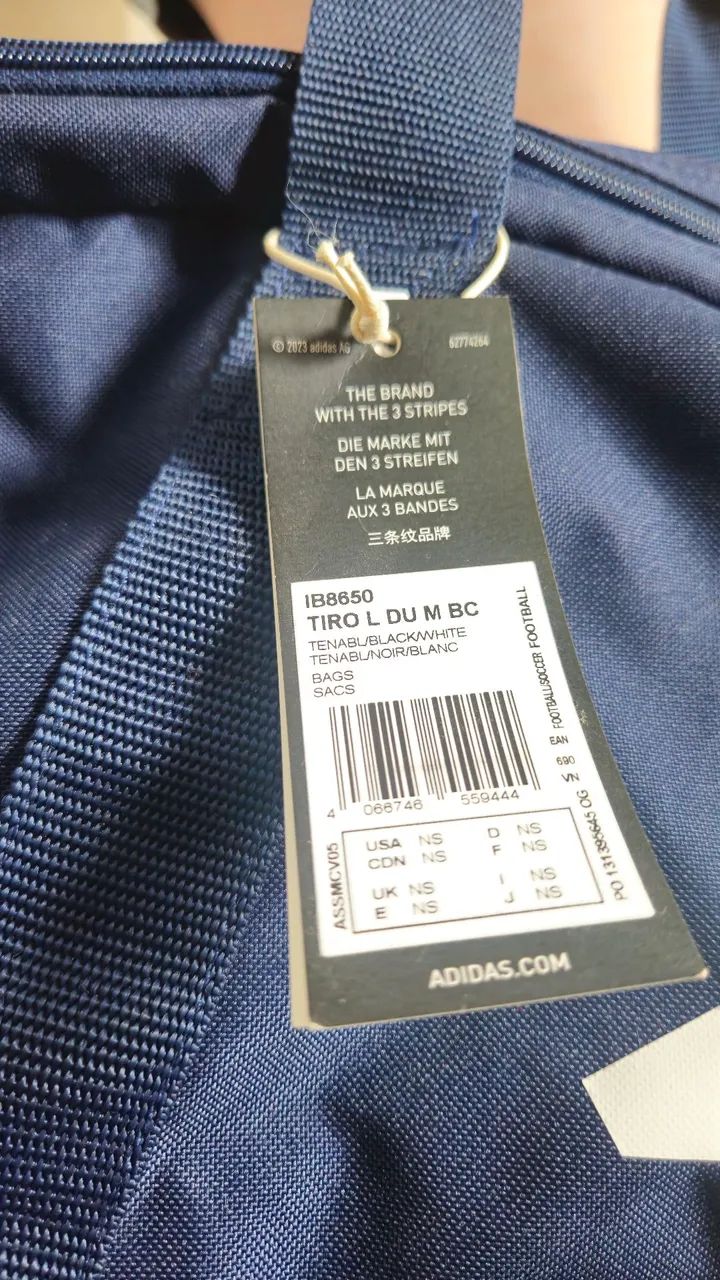 © 2023 adidas AG
62774264
THE BRAND
WITH THE 3 STRIPES
DIE MARKE MIT
DEN 3 STREIFEN
LA MARQUE
AUX 3 BANDES
三条纹品牌
IB8650
TIRO L DU M BC
TENABL/BLACK/WHITE
TENABL/NOIR/BLANC
BAGS
SACS
FOOTBALL/SOCCER FOOTBALL
EAN 690 VN
4 066746 559444
ASSMCV05
USA NS D NS
CDN NS F NS
UK NS I NS
E NS J NS
PO 131385645 OG
ADIDAS.COM